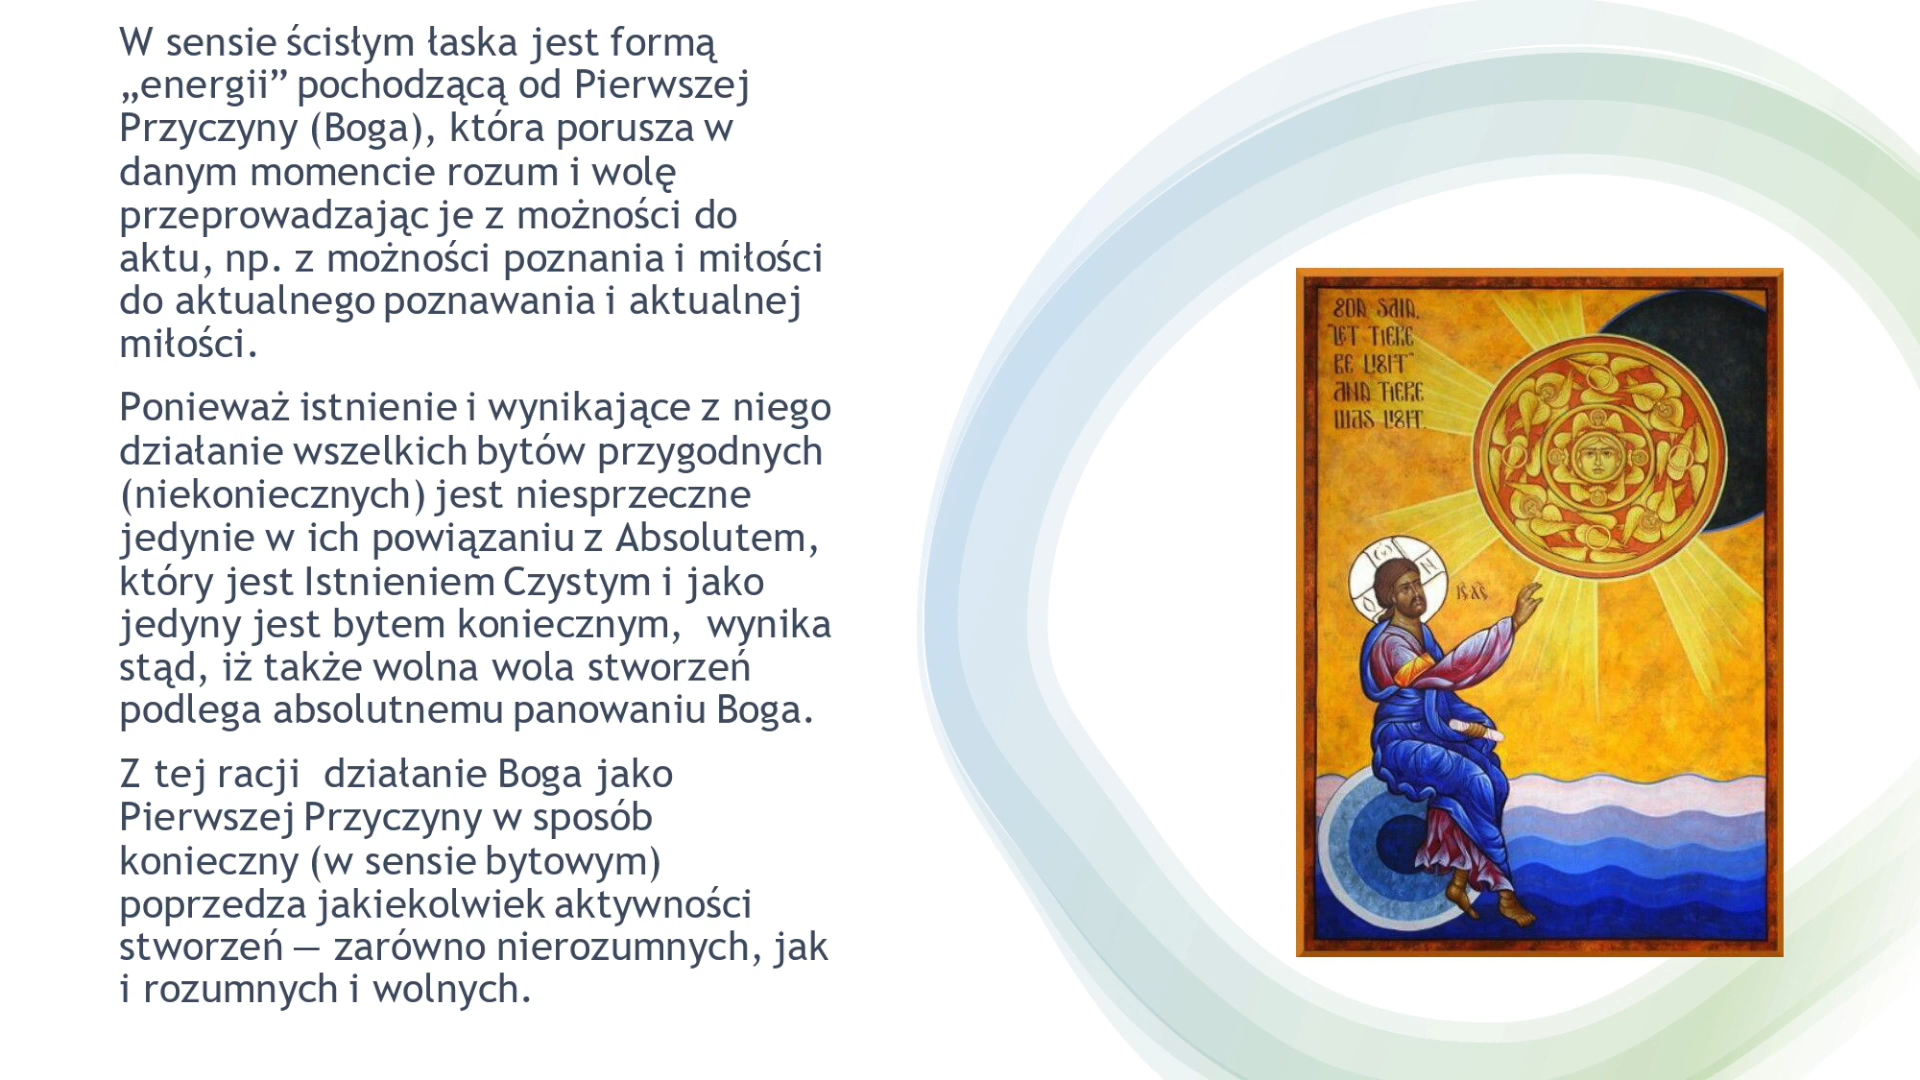 W sensie ścisłym łaska jest formą
„energii” pochodzącą od Pierwszej
Przyczyny (Boga), która porusza w
danym momencie rozum i wolę
przeprowadzając je z możności do
aktu, np. z możności poznania i miłości
do aktualnego poznawania i aktualnej
miłości.
Ponieważ istnienie i wynikające z niego
działanie wszelkich bytów przygodnych
(niekoniecznych) jest niesprzeczne
jedynie w ich powiązaniu z Absolutem,
który jest Istnieniem Czystym i jako
jedyny jest bytem koniecznym,  wynika
stąd, iż także wolna wola stworzeń
podlega absolutnemu panowaniu Boga.
Z tej racji  działanie Boga jako
Pierwszej Przyczyny w sposób
konieczny (w sensie bytowym)
poprzedza jakiekolwiek aktywności
stworzeń — zarówno nierozumnych, jak
i rozumnych i wolnych.
GOD SAID,
LET THERE
BE LIGHT"
AND THERE
WAS LIGHT.